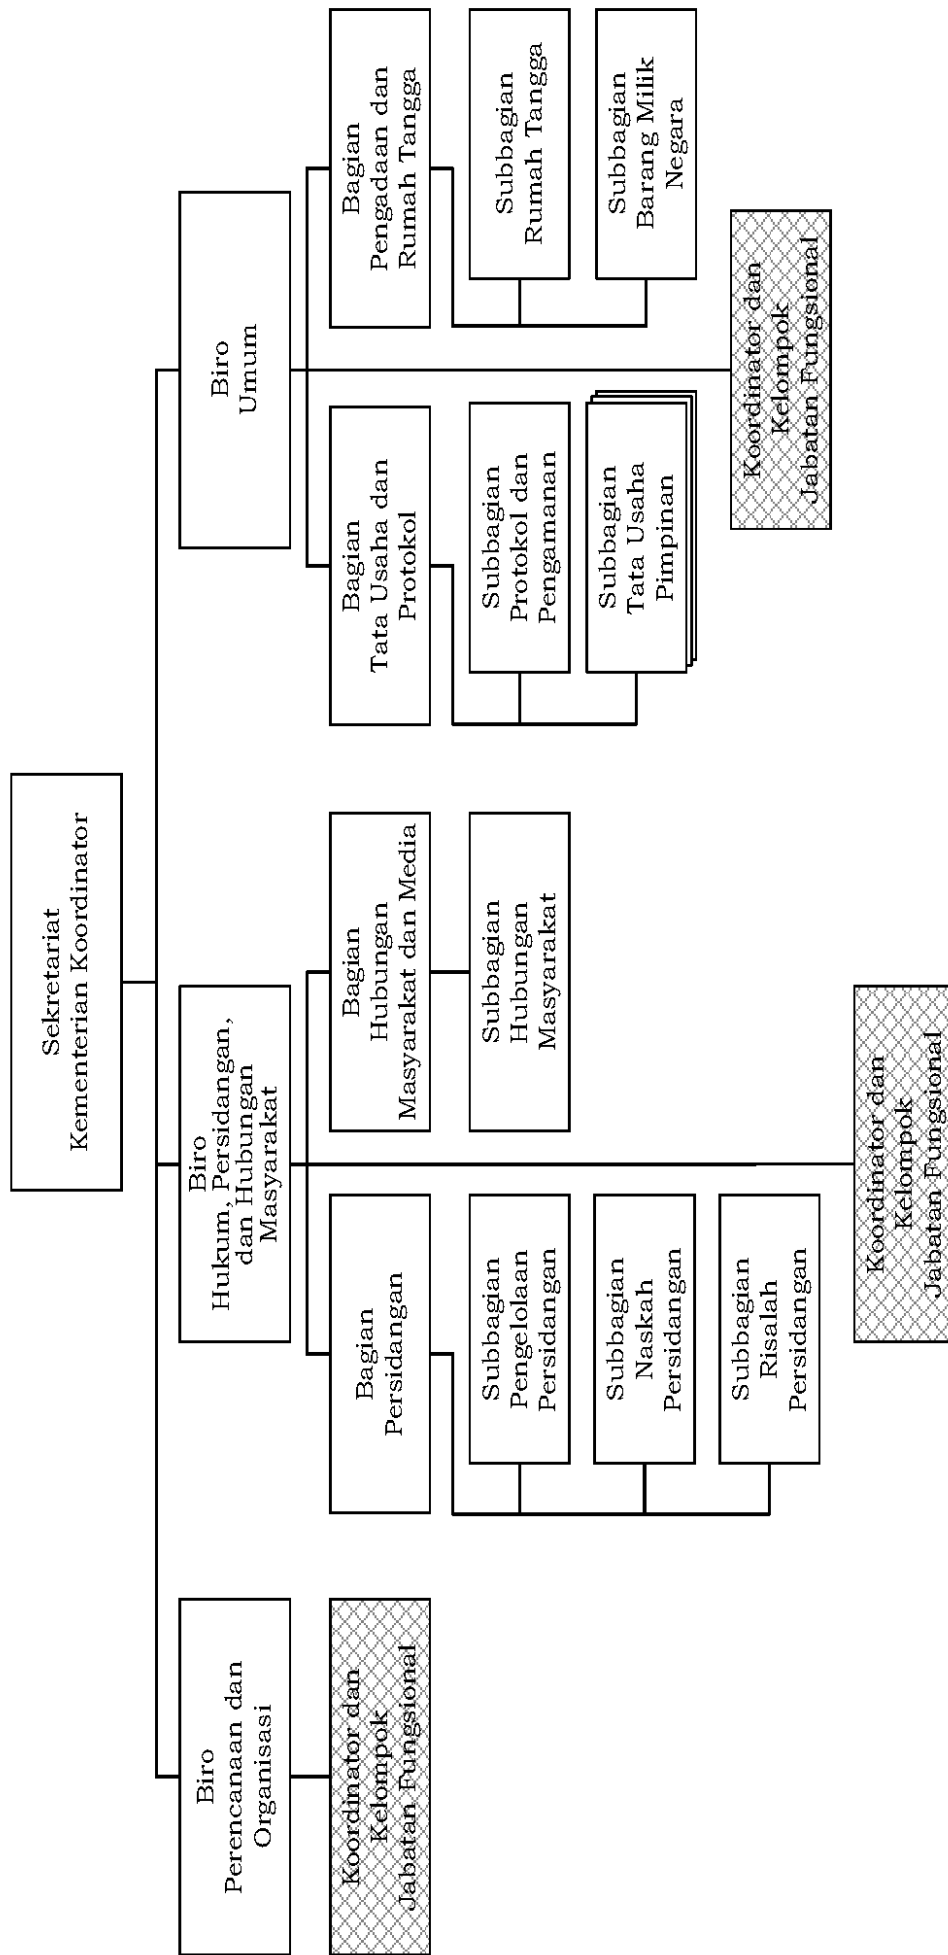 Sekretariat
Kementerian Koordinator
Biro
Perencanaan dan
Organisasi
Koordinator dan
Kelompok
Jabatan Fungsional
Biro
Hukum, Persidangan,
dan Hubungan
Masyarakat
Bagian
Persidangan
Subbagian
Pengelolaan
Persidangan
Subbagian
Naskah
Persidangan
Subbagian
Risalah
Persidangan
Bagian
Hubungan
Masyarakat dan Media
Subbagian
Hubungan
Masyarakat
Koordinator dan
Kelompok
Jabatan Fungsional
Biro
Umum
Bagian
Tata Usaha dan
Protokol
Subbagian
Protokol dan
Pengamanan
Subbagian
Tata Usaha
Pimpinan
Bagian
Pengadaan dan
Rumah Tangga
Subbagian
Rumah Tangga
Subbagian
Barang Milik
Negara
Koordinator dan
Kelompok
Jabatan Fungsional